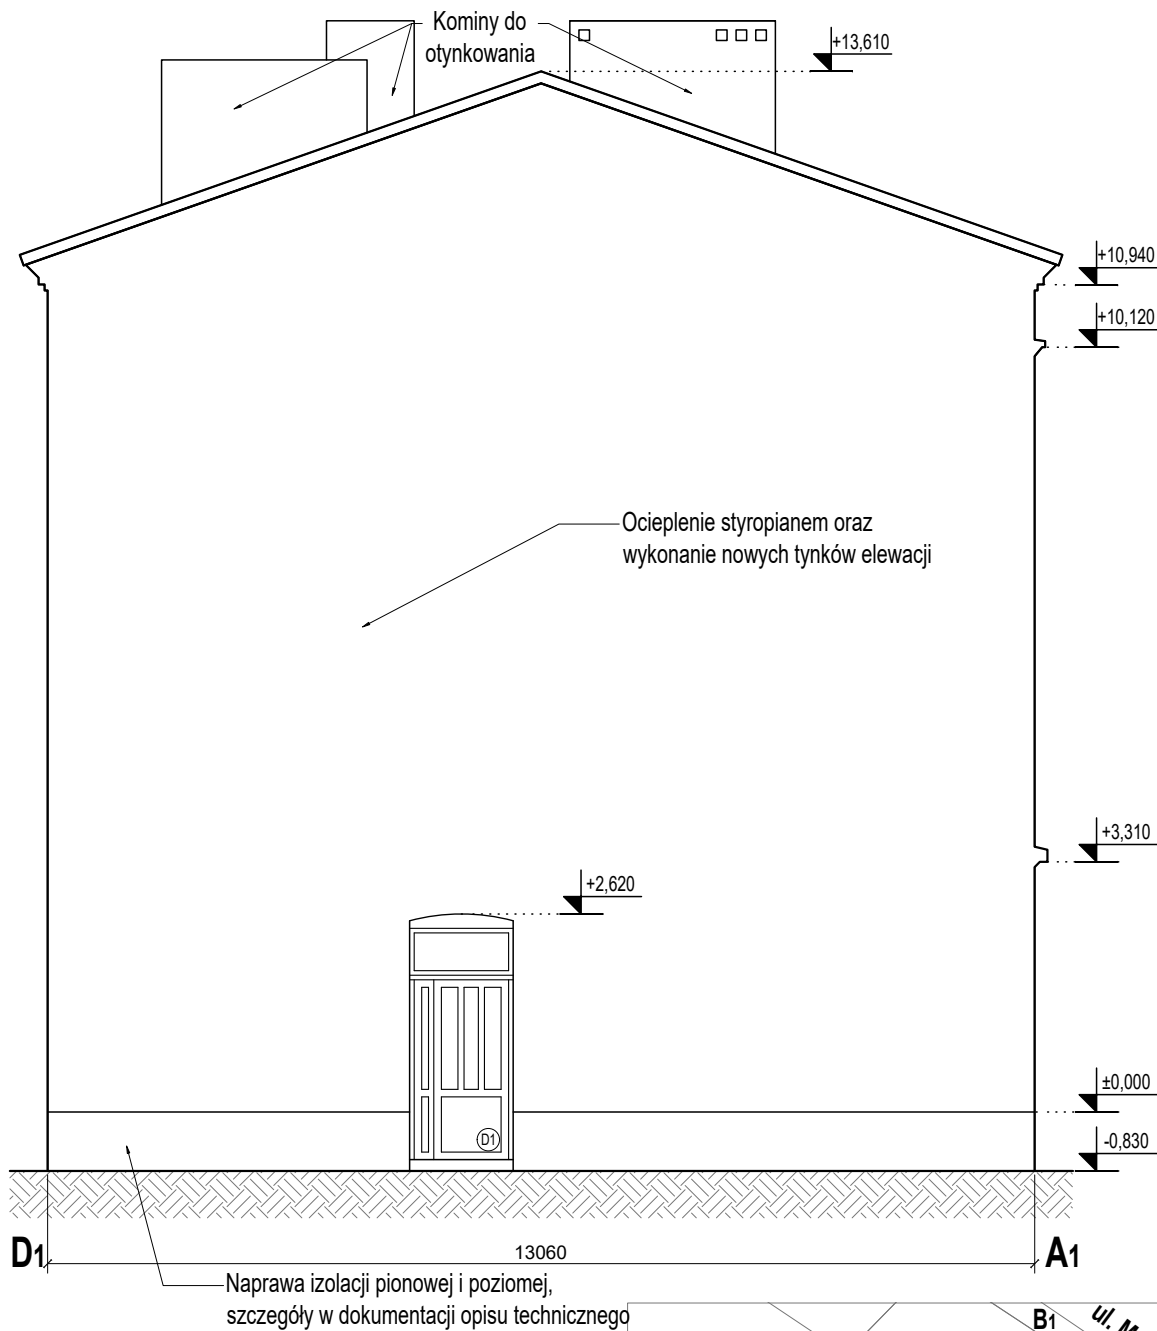 Kominy do
otynkowania
+13,610
+10,940
+10,120
Ocieplenie styropianem oraz
wykonanie nowych tynków elewacji
+3,310
+2,620
±0,000
D1
-0,830
D1
13060
A1
Naprawa izolacji pionowej i poziomej,
szczegóły w dokumentacji opisu technicznego
B1
ul.